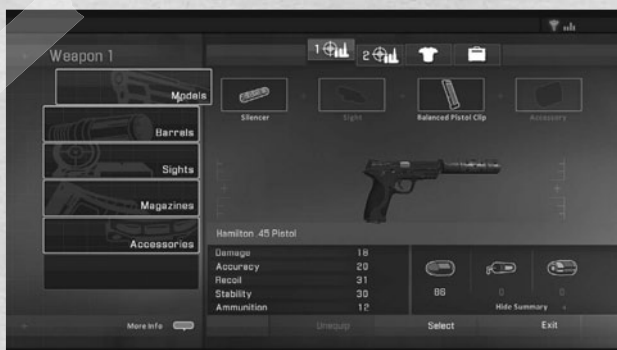 Weapon 1
1
2
Models
Barrels
Sights
Magazines
Accessories
Silencer
Sight
Balanced Pistol Clip
Accessory
Hamilton .45 Pistol
Damage 18
Accuracy 20
Recoil 31
Stability 30
Ammunition 12
86 0 0
Hide Summary
More Info
Unequip
Select
Exit